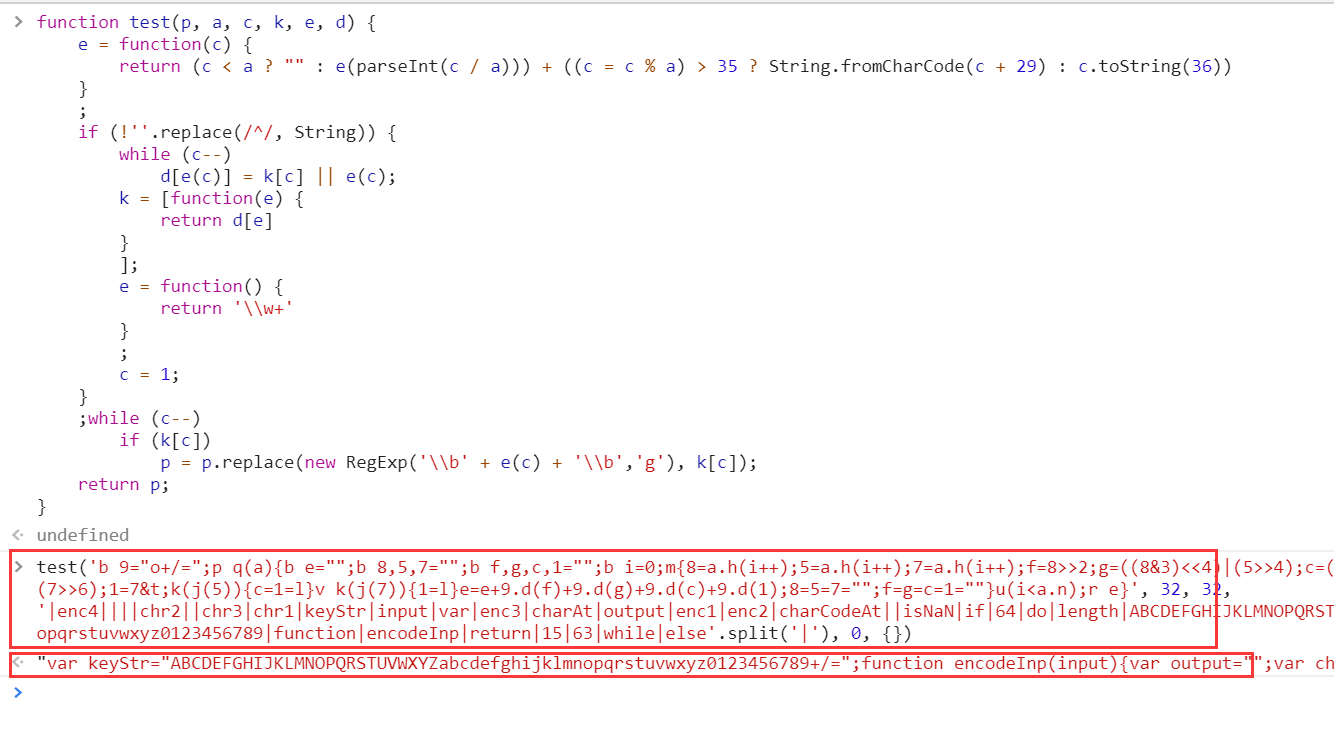 > function test(p, a, c, k, e, d) {
e = function(c) {
return (c < a ? "" : e(parseInt(c / a))) + ((c = c % a) > 35 ? String.fromCharCode(c + 29) : c.toString(36))
}
;
if (!''.replace(/^/, String)) {
while (c--)
d[e(c)] = k[c] || e(c);
k = [function(e) {
return d[e]
}
];
e = function() {
return '\\w+'
}
;
c = 1;
}
;while (c--)
if (k[c])
p = p.replace(new RegExp('\\b' + e(c) + '\\b','g'), k[c]);
return p;
}
< undefined
> test('b 9="o+/=";p q(a){b e="";b 8,5,7="";b f,g,c,1="";b i=0;m{8=a.h(i++);5=a.h(i++);7=a.h(i++);f=8>>2;g=((8&3)<<4)|(5>>4);c=(
(7>>6);1=7&t;k(j(5)){c=1=l}v k(j(7)){1=l}e=e+9.d(f)+9.d(g)+9.d(c)+9.d(1);8=5=7="";f=g=c=1=""}u(i<a.n);r e}', 32, 32,
'|enc4||||chr2||chr3|chr1|keyStr|input|var|enc3|charAt|output|enc1|enc2|charCodeAt||isNaN|if|64|do|length|ABCDEFGHIJKLMNOPQRST
opqrstuvwxyz0123456789|function|encodeInp|return|15|63|while|else'.split('|'), 0, {})
< "var keyStr="ABCDEFGHIJKLMNOPQRSTUVWXYZabcdefghijklmnopqrstuvwxyz0123456789+/=";function encodeInp(input){var output="";var ch
>